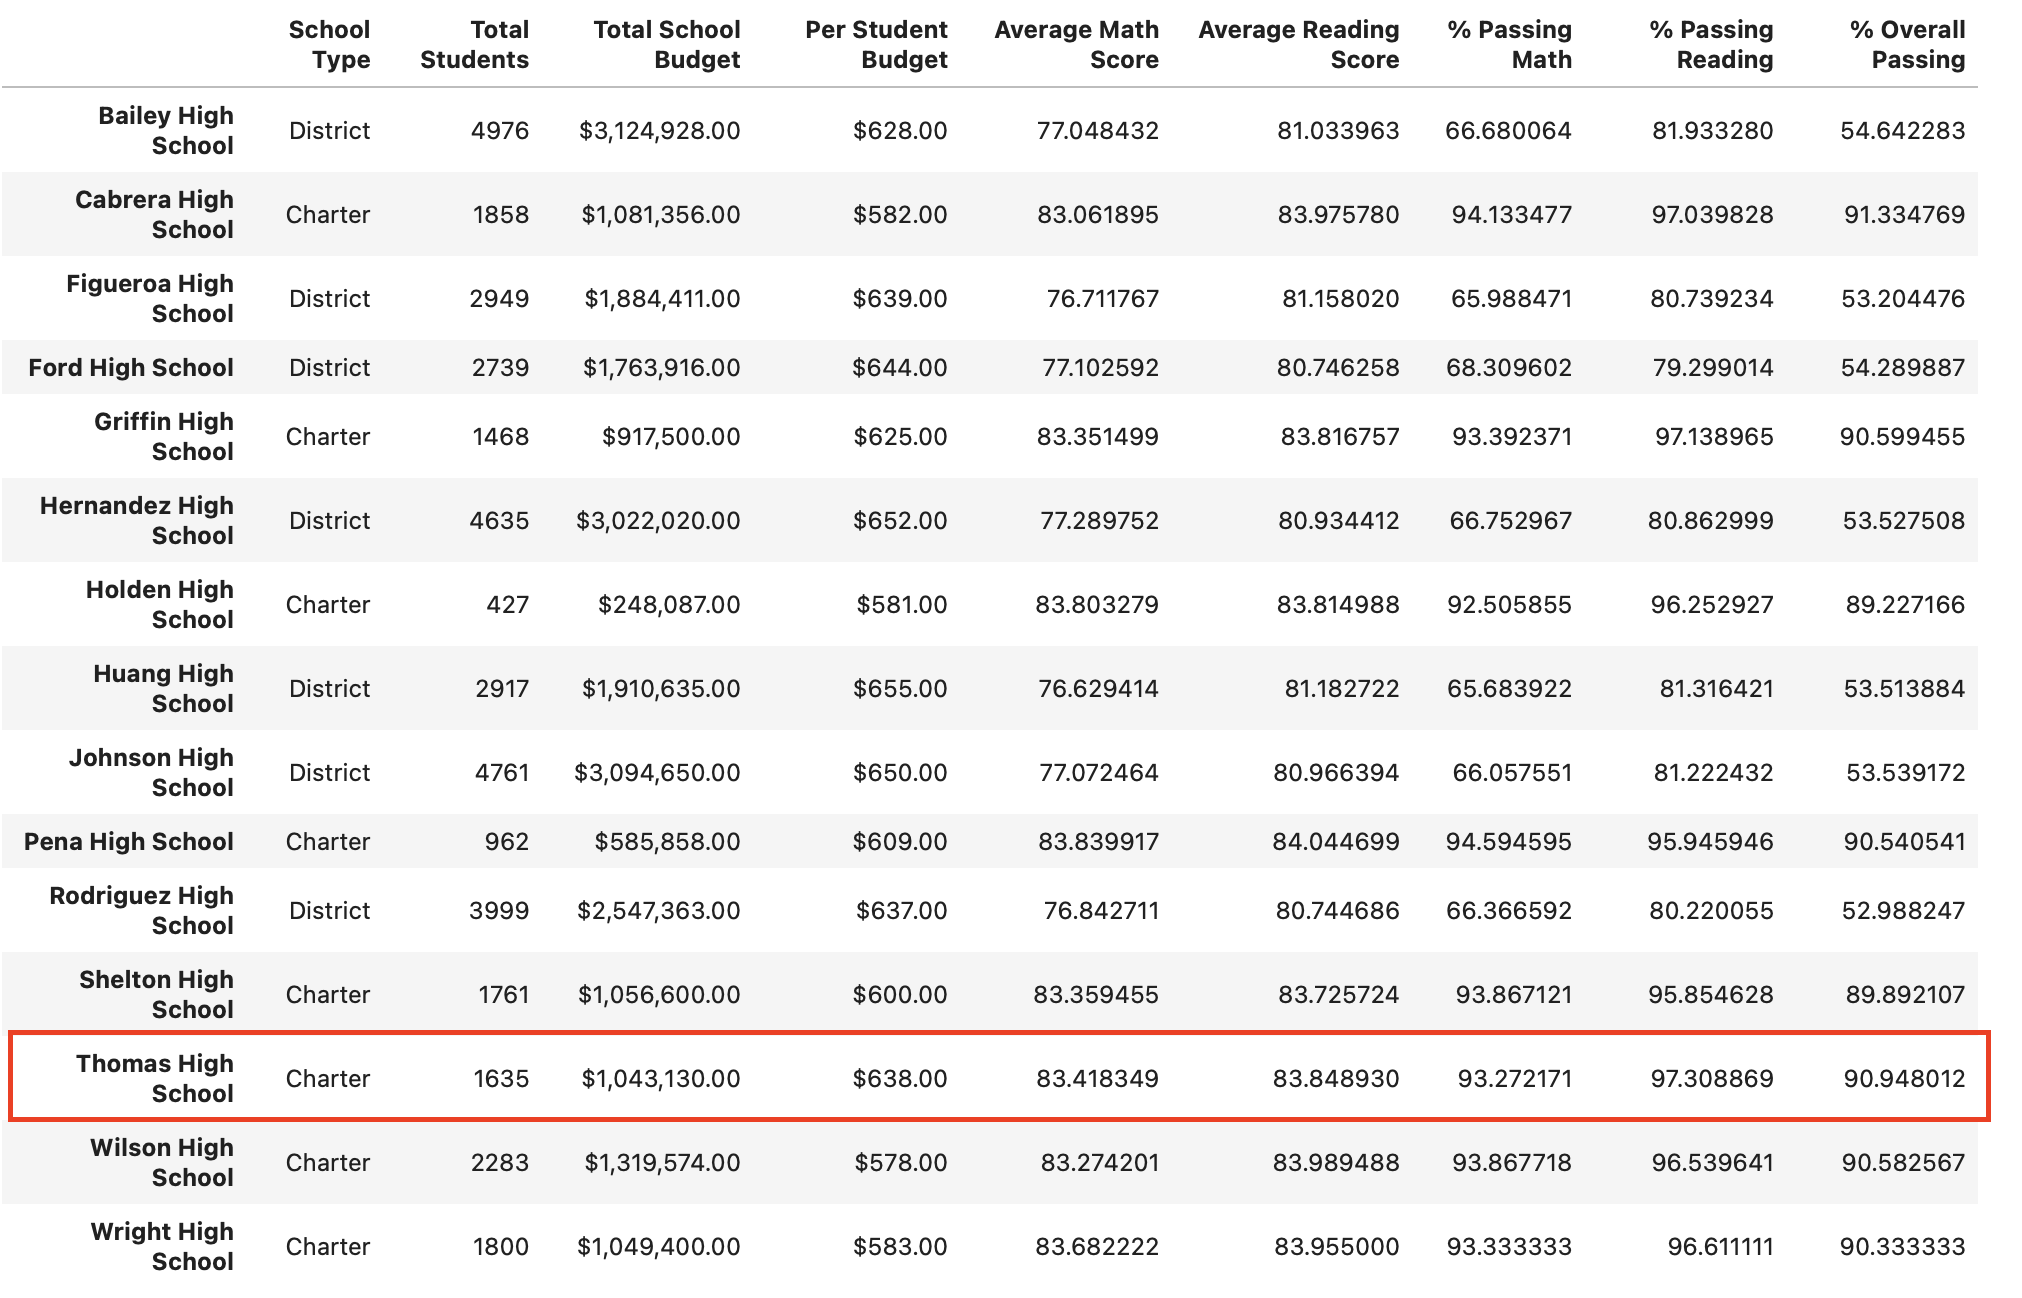 School Type Total Students Total School Budget Per Student Budget Average Math Score Average Reading Score % Passing Math % Passing Reading % Overall Passing
Bailey High School District 4976 $3,124,928.00 $628.00 77.048432 81.033963 66.680064 81.933280 54.642283
Cabrera High School Charter 1858 $1,081,356.00 $582.00 83.061895 83.975780 94.133477 97.039828 91.334769
Figueroa High School District 2949 $1,884,411.00 $639.00 76.711767 81.158020 65.988471 80.739234 53.204476
Ford High School District 2739 $1,763,916.00 $644.00 77.102592 80.746258 68.309602 79.299014 54.289887
Griffin High School Charter 1468 $917,500.00 $625.00 83.351499 83.816757 93.392371 97.138965 90.599455
Hernandez High School District 4635 $3,022,020.00 $652.00 77.289752 80.934412 66.752967 80.862999 53.527508
Holden High School Charter 427 $248,087.00 $581.00 83.803279 83.814988 92.505855 96.252927 89.227166
Huang High School District 2917 $1,910,635.00 $655.00 76.629414 81.182722 65.683922 81.316421 53.513884
Johnson High School District 4761 $3,094,650.00 $650.00 77.072464 80.966394 66.057551 81.222432 53.539172
Pena High School Charter 962 $585,858.00 $609.00 83.839917 84.044699 94.594595 95.945946 90.540541
Rodriguez High School District 3999 $2,547,363.00 $637.00 76.842711 80.744686 66.366592 80.220055 52.988247
Shelton High School Charter 1761 $1,056,600.00 $600.00 83.359455 83.725724 93.867121 95.854628 89.892107
Thomas High School Charter 1635 $1,043,130.00 $638.00 83.418349 83.848930 93.272171 97.308869 90.948012
Wilson High School Charter 2283 $1,319,574.00 $578.00 83.274201 83.989488 93.867718 96.539641 90.582567
Wright High School Charter 1800 $1,049,400.00 $583.00 83.682222 83.955000 93.333333 96.611111 90.333333